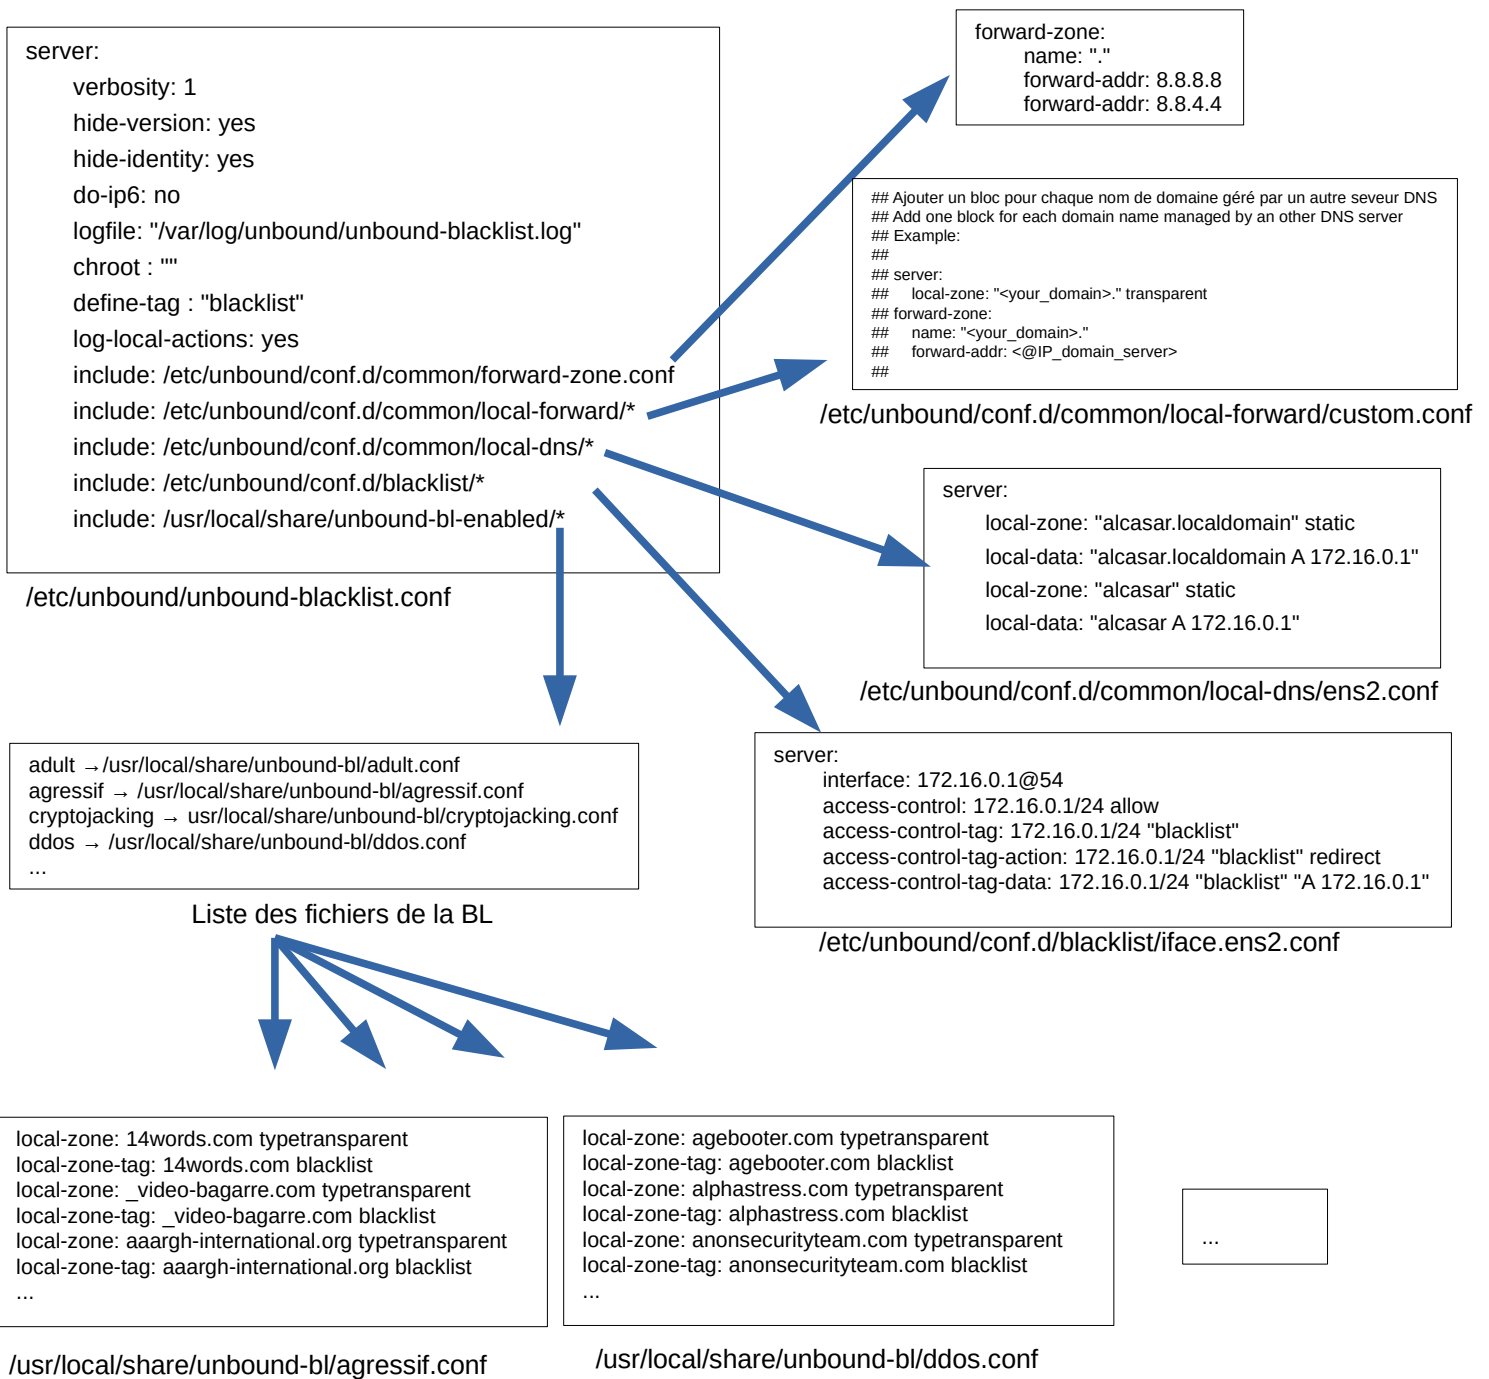 server:
verbosity: 1
hide-version: yes
hide-identity: yes
do-ip6: no
logfile: "/var/log/unbound/unbound-blacklist.log"
chroot : ""
define-tag : "blacklist"
log-local-actions: yes
include: /etc/unbound/conf.d/common/forward-zone.conf
include: /etc/unbound/conf.d/common/local-forward/*
include: /etc/unbound/conf.d/common/local-dns/*
include: /etc/unbound/conf.d/blacklist/*
include: /usr/local/share/unbound-bl-enabled/*
/etc/unbound/unbound-blacklist.conf
forward-zone:
name: "."
forward-addr: 8.8.8.8
forward-addr: 8.8.4.4
## Ajouter un bloc pour chaque nom de domaine géré par un autre seveur DNS
## Add one block for each domain name managed by an other DNS server
## Example:
##
## server:
## local-zone: "<your_domain>." transparent
## forward-zone:
## name: "<your_domain>."
## forward-addr: <@IP_domain_server>
##
/etc/unbound/conf.d/common/local-forward/custom.conf
server:
local-zone: "alcasar.localdomain" static
local-data: "alcasar.localdomain A 172.16.0.1"
local-zone: "alcasar" static
local-data: "alcasar A 172.16.0.1"
/etc/unbound/conf.d/common/local-dns/ens2.conf
server:
interface: 172.16.0.1@54
access-control: 172.16.0.1/24 allow
access-control-tag: 172.16.0.1/24 "blacklist"
access-control-tag-action: 172.16.0.1/24 "blacklist" redirect
access-control-tag-data: 172.16.0.1/24 "blacklist" "A 172.16.0.1"
/etc/unbound/conf.d/blacklist/iface.ens2.conf
adult →/usr/local/share/unbound-bl/adult.conf
agressif → /usr/local/share/unbound-bl/agressif.conf
cryptojacking → usr/local/share/unbound-bl/cryptojacking.conf
ddos → /usr/local/share/unbound-bl/ddos.conf
...
Liste des fichiers de la BL
local-zone: 14words.com typetransparent
local-zone-tag: 14words.com blacklist
local-zone: _video-bagarre.com typetransparent
local-zone-tag: _video-bagarre.com blacklist
local-zone: aaargh-international.org typetransparent
local-zone-tag: aaargh-international.org blacklist
...
/usr/local/share/unbound-bl/agressif.conf
local-zone: agebooter.com typetransparent
local-zone-tag: agebooter.com blacklist
local-zone: alphastress.com typetransparent
local-zone-tag: alphastress.com blacklist
local-zone: anonsecurityteam.com typetransparent
local-zone-tag: anonsecurityteam.com blacklist
...
/usr/local/share/unbound-bl/ddos.conf
...